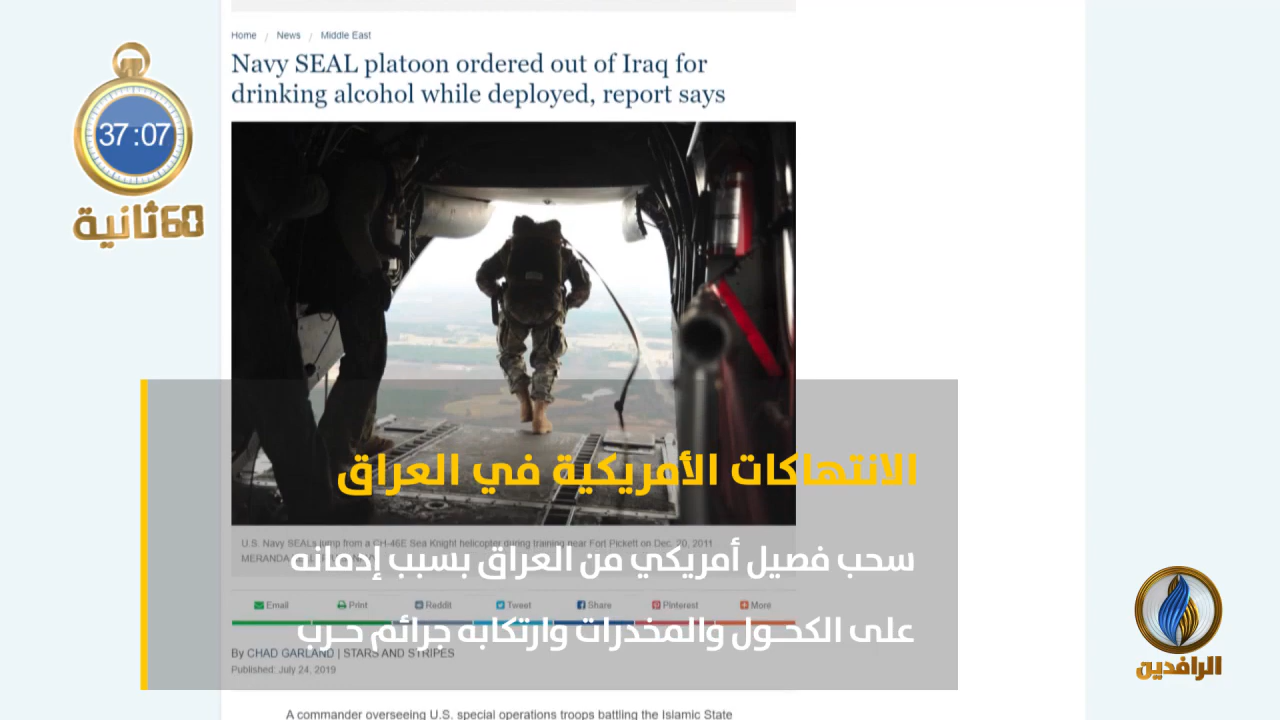 Home / News / Middle East
Navy SEAL platoon ordered out of Iraq for
drinking alcohol while deployed, report says
37:07
60ثانية
الانتهاكات الأمريكية في العراق
U.S. Navy SEALs jump from a CH-46E Sea Knight helicopter during training near Fort Pickett on Dec. 20, 2011
سحب فصيل أمريكي من العراق بسبب إدمانه
Email Print Reddit Tweet Share Pinterest More
على الكحـول والمخدرات وارتكابه جرائم حـرب
By CHAD GARLAND | STARS AND STRIPES
Published: July 24, 2019
الرافدين
A commander overseeing U.S. special operations troops battling the Islamic State